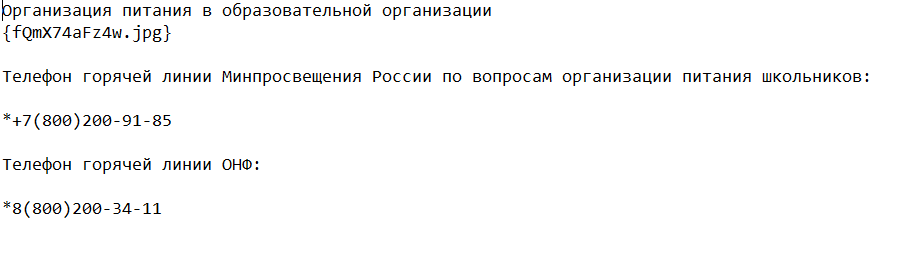 Организация питания в образовательной организации
{fQmX74aFz4w.jpg}
Телефон горячей линии Минпросвещения России по вопросам организации питания школьников:
*+7(800)200-91-85
Телефон горячей линии ОНФ:
*8(800)200-34-11